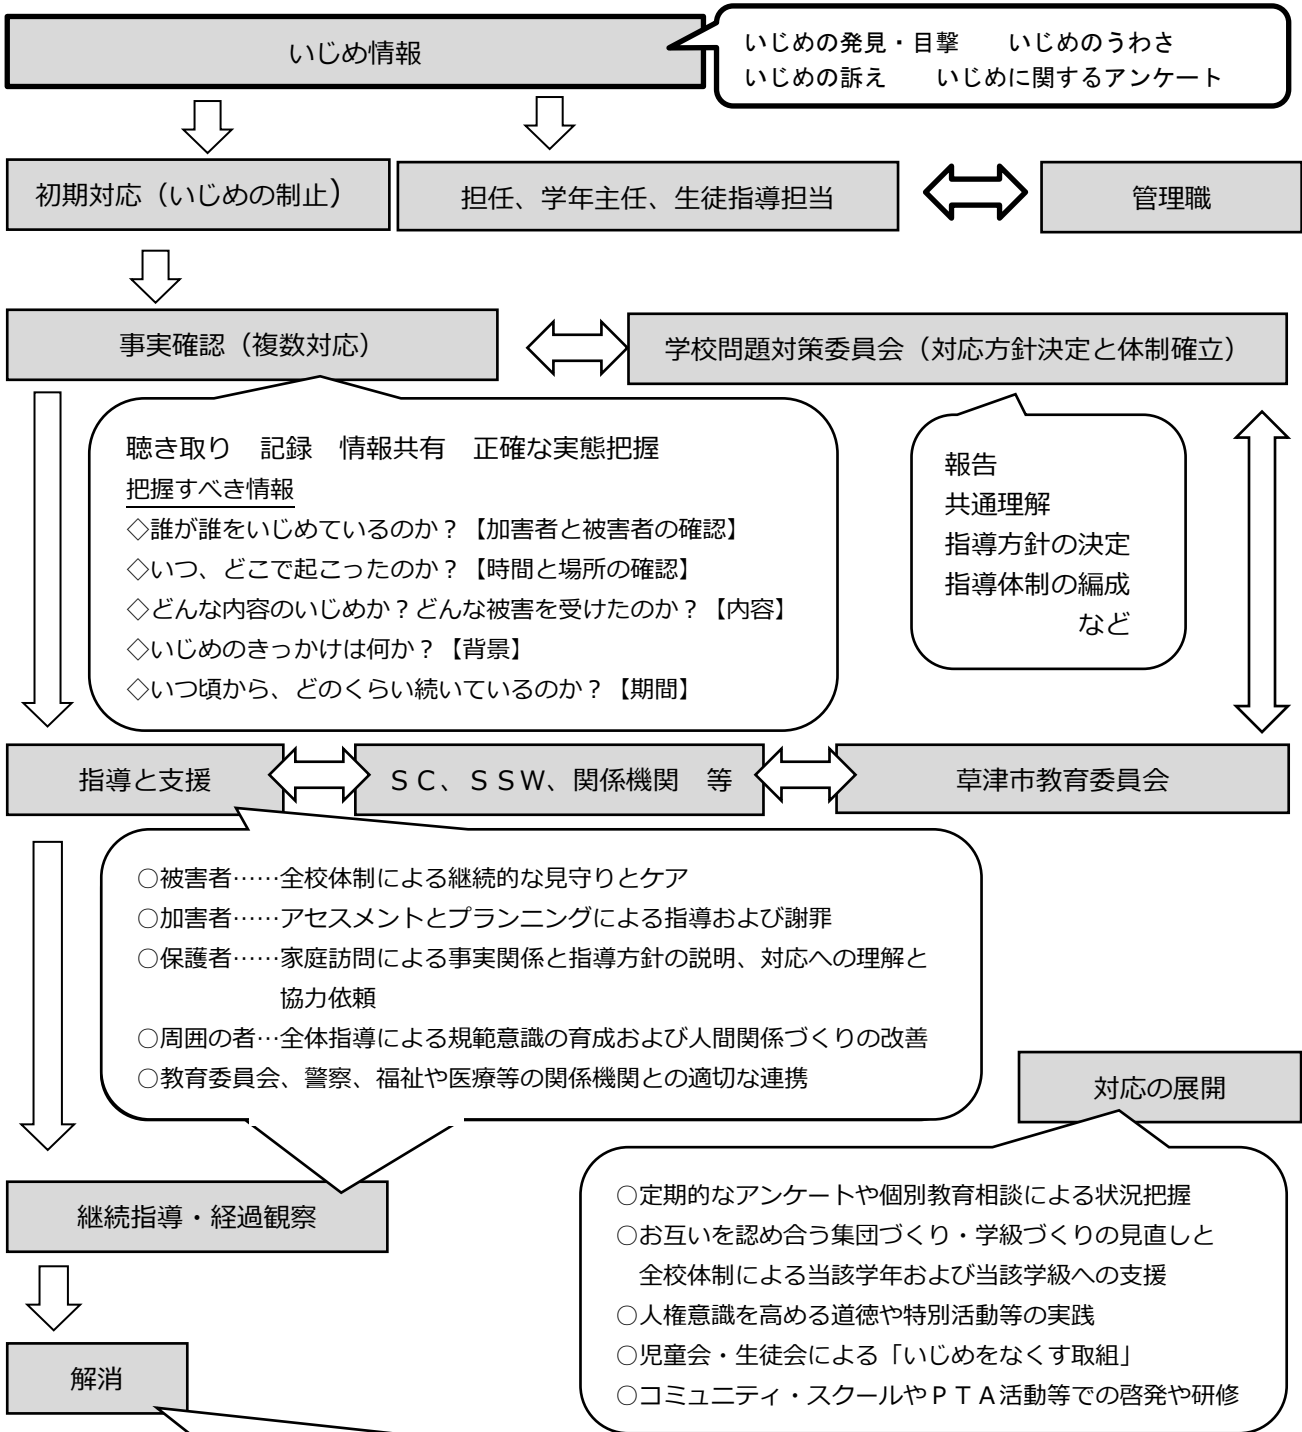 いじめ情報
いじめの発見・目撃　　いじめのうわさ
いじめの訴え　　いじめに関するアンケート
初期対応（いじめの制止）
担任、学年主任、生徒指導担当
管理職
事実確認（複数対応）
学校問題対策委員会（対応方針決定と体制確立）
聴き取り　記録　情報共有　正確な実態把握
把握すべき情報
◇誰が誰をいじめているのか？【加害者と被害者の確認】
◇いつ、どこで起こったのか？【時間と場所の確認】
◇どんな内容のいじめか？どんな被害を受けたのか？【内容】
◇いじめのきっかけは何か？【背景】
◇いつ頃から、どのくらい続いているのか？【期間】
報告
共通理解
指導方針の決定
指導体制の編成
など
指導と支援
ＳＣ、ＳＳＷ、関係機関　等
草津市教育委員会
○被害者……全校体制による継続的な見守りとケア
○加害者……アセスメントとプランニングによる指導および謝罪
○保護者……家庭訪問による事実関係と指導方針の説明、対応への理解と
協力依頼
○周囲の者…全体指導による規範意識の育成および人間関係づくりの改善
○教育委員会、警察、福祉や医療等の関係機関との適切な連携
対応の展開
○定期的なアンケートや個別教育相談による状況把握
○お互いを認め合う集団づくり・学級づくりの見直しと
全校体制による当該学年および当該学級への支援
○人権意識を高める道徳や特別活動等の実践
○児童会・生徒会による「いじめをなくす取組」
○コミュニティ・スクールやＰＴＡ活動等での啓発や研修
継続指導・経過観察
解消